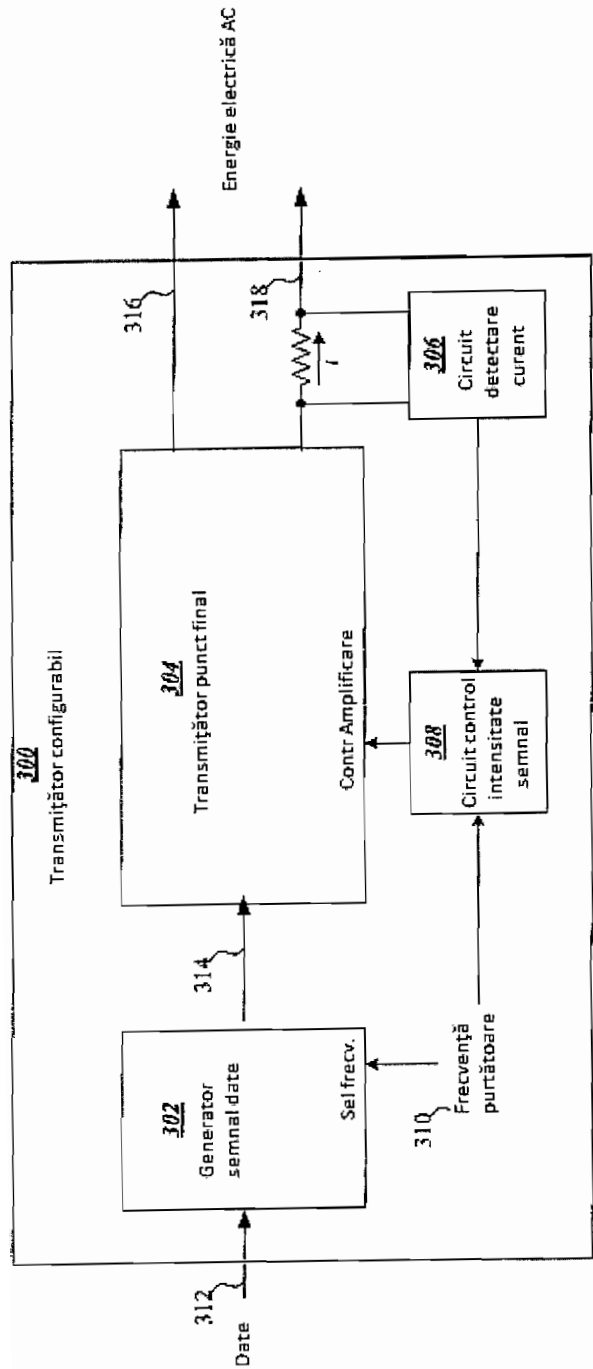 300
Transmițător configurabil
Date
312
302
Generator
semnal date
Sel frecv.
310
Frecvență
purtătoare
314
304
Transmițător punct final
Contr Amplificare
308
Circuit control
intensitate
semnal
306
Circuit
detectare
curent
i
316
318
Energie electrică AC